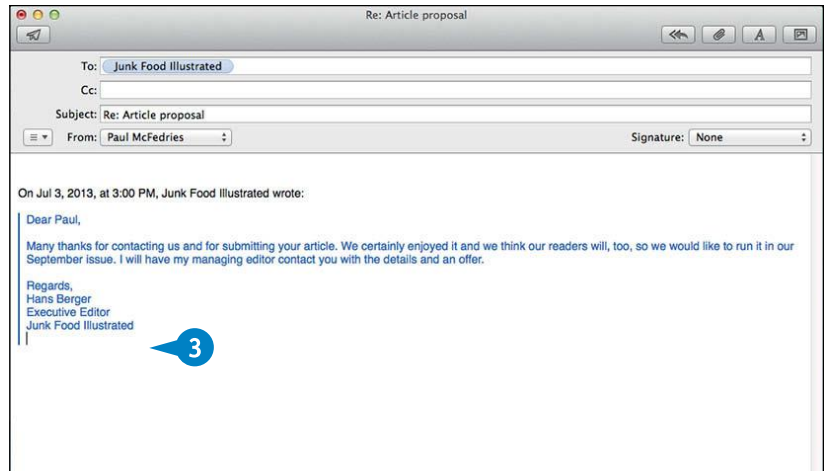 Re: Article proposal
To: Junk Food Illustrated
Cc:
Subject: Re: Article proposal
From: Paul McFedries Signature: None
On Jul 3, 2013, at 3:00 PM, Junk Food Illustrated wrote:
Dear Paul,
Many thanks for contacting us and for submitting your article. We certainly enjoyed it and we think our readers will, too, so we would like to run it in our
September issue. I will have my managing editor contact you with the details and an offer.
Regards,
Hans Berger
Executive Editor
Junk Food Illustrated
3